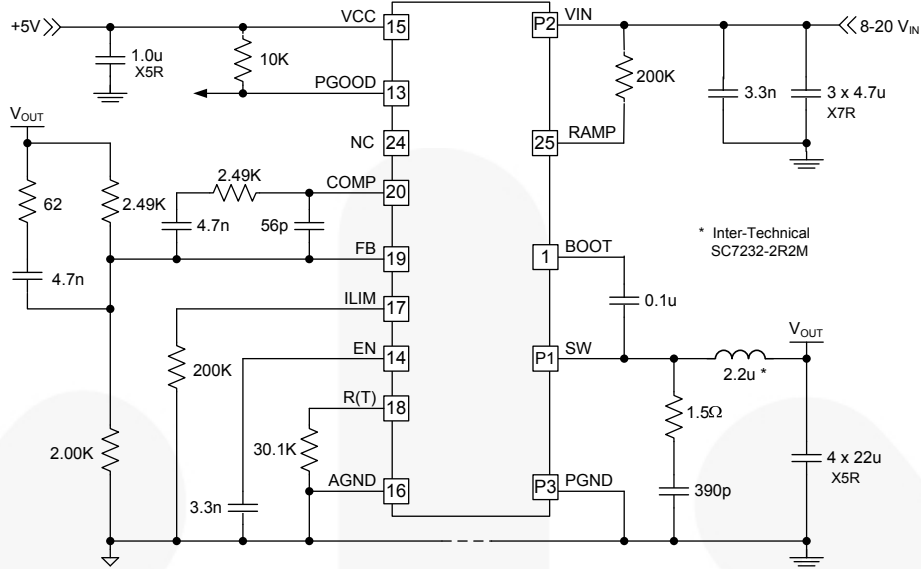 +5V
VCC
15
P2
VIN
8-20 V_IN
1.0u
X5R
10K
PGOOD
13
200K
3.3n
3 x 4.7u
X7R
V_OUT
NC
24
25
RAMP
62
2.49K
2.49K
COMP
20
4.7n
56p
* Inter-Technical
SC7232-2R2M
4.7n
FB
19
1
BOOT
ILIM
17
0.1u
200K
EN
14
P1
SW
V_OUT
2.2u *
R(T)
18
1.5Ω
2.00K
30.1K
4 x 22u
X5R
3.3n
AGND
16
P3
PGND
390p